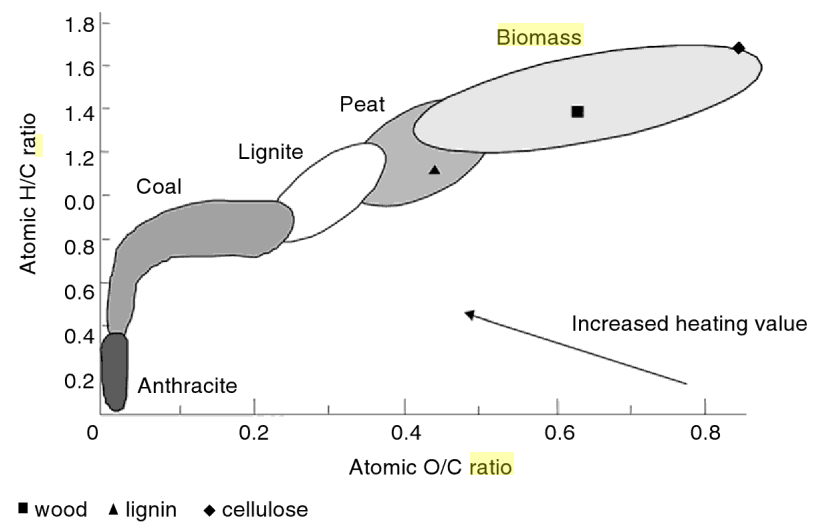 1.8
1.6
1.4
1.2
0.0
0.8
0.6
0.4
0.2
Atomic H/C ratio
Biomass
Peat
Lignite
Coal
Increased heating value
Anthracite
0 0.2 0.4 0.6 0.8
Atomic O/C ratio
wood lignin cellulose